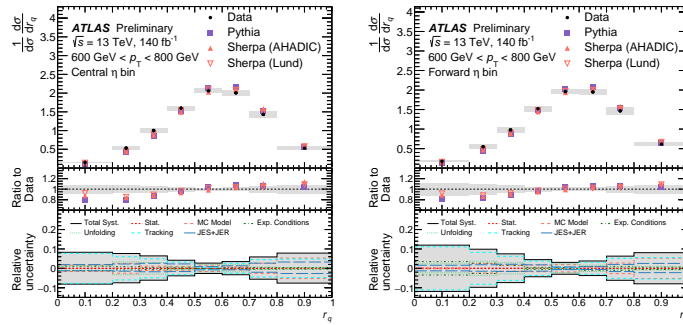 1/dσ dσ/dr_q
ATLAS Preliminary
√s = 13 TeV, 140 fb⁻¹
600 GeV < p_T < 800 GeV
Central η bin
Data
Pythia
Sherpa (AHADIC)
Sherpa (Lund)
4
3.5
3
2.5
2
1.5
1
0.5
Ratio to
Data
1.2
1.0
0.8
Relative
uncertainty
0.2
0.1
0
−0.1
Total Syst.
Stat.
MC Model
Exp. Conditions
Unfolding
Tracking
JES+JER
0 0.1 0.2 0.3 0.4 0.5 0.6 0.7 0.8 0.9 1
r_q
1/dσ dσ/dr_q
ATLAS Preliminary
√s = 13 TeV, 140 fb⁻¹
600 GeV < p_T < 800 GeV
Forward η bin
Data
Pythia
Sherpa (AHADIC)
Sherpa (Lund)
4
3.5
3
2.5
2
1.5
1
0.5
Ratio to
Data
1.2
1.0
0.8
Relative
uncertainty
0.2
0.1
0
−0.1
Total Syst.
Stat.
MC Model
Exp. Conditions
Unfolding
Tracking
JES+JER
0 0.1 0.2 0.3 0.4 0.5 0.6 0.7 0.8 0.9 1
r_q